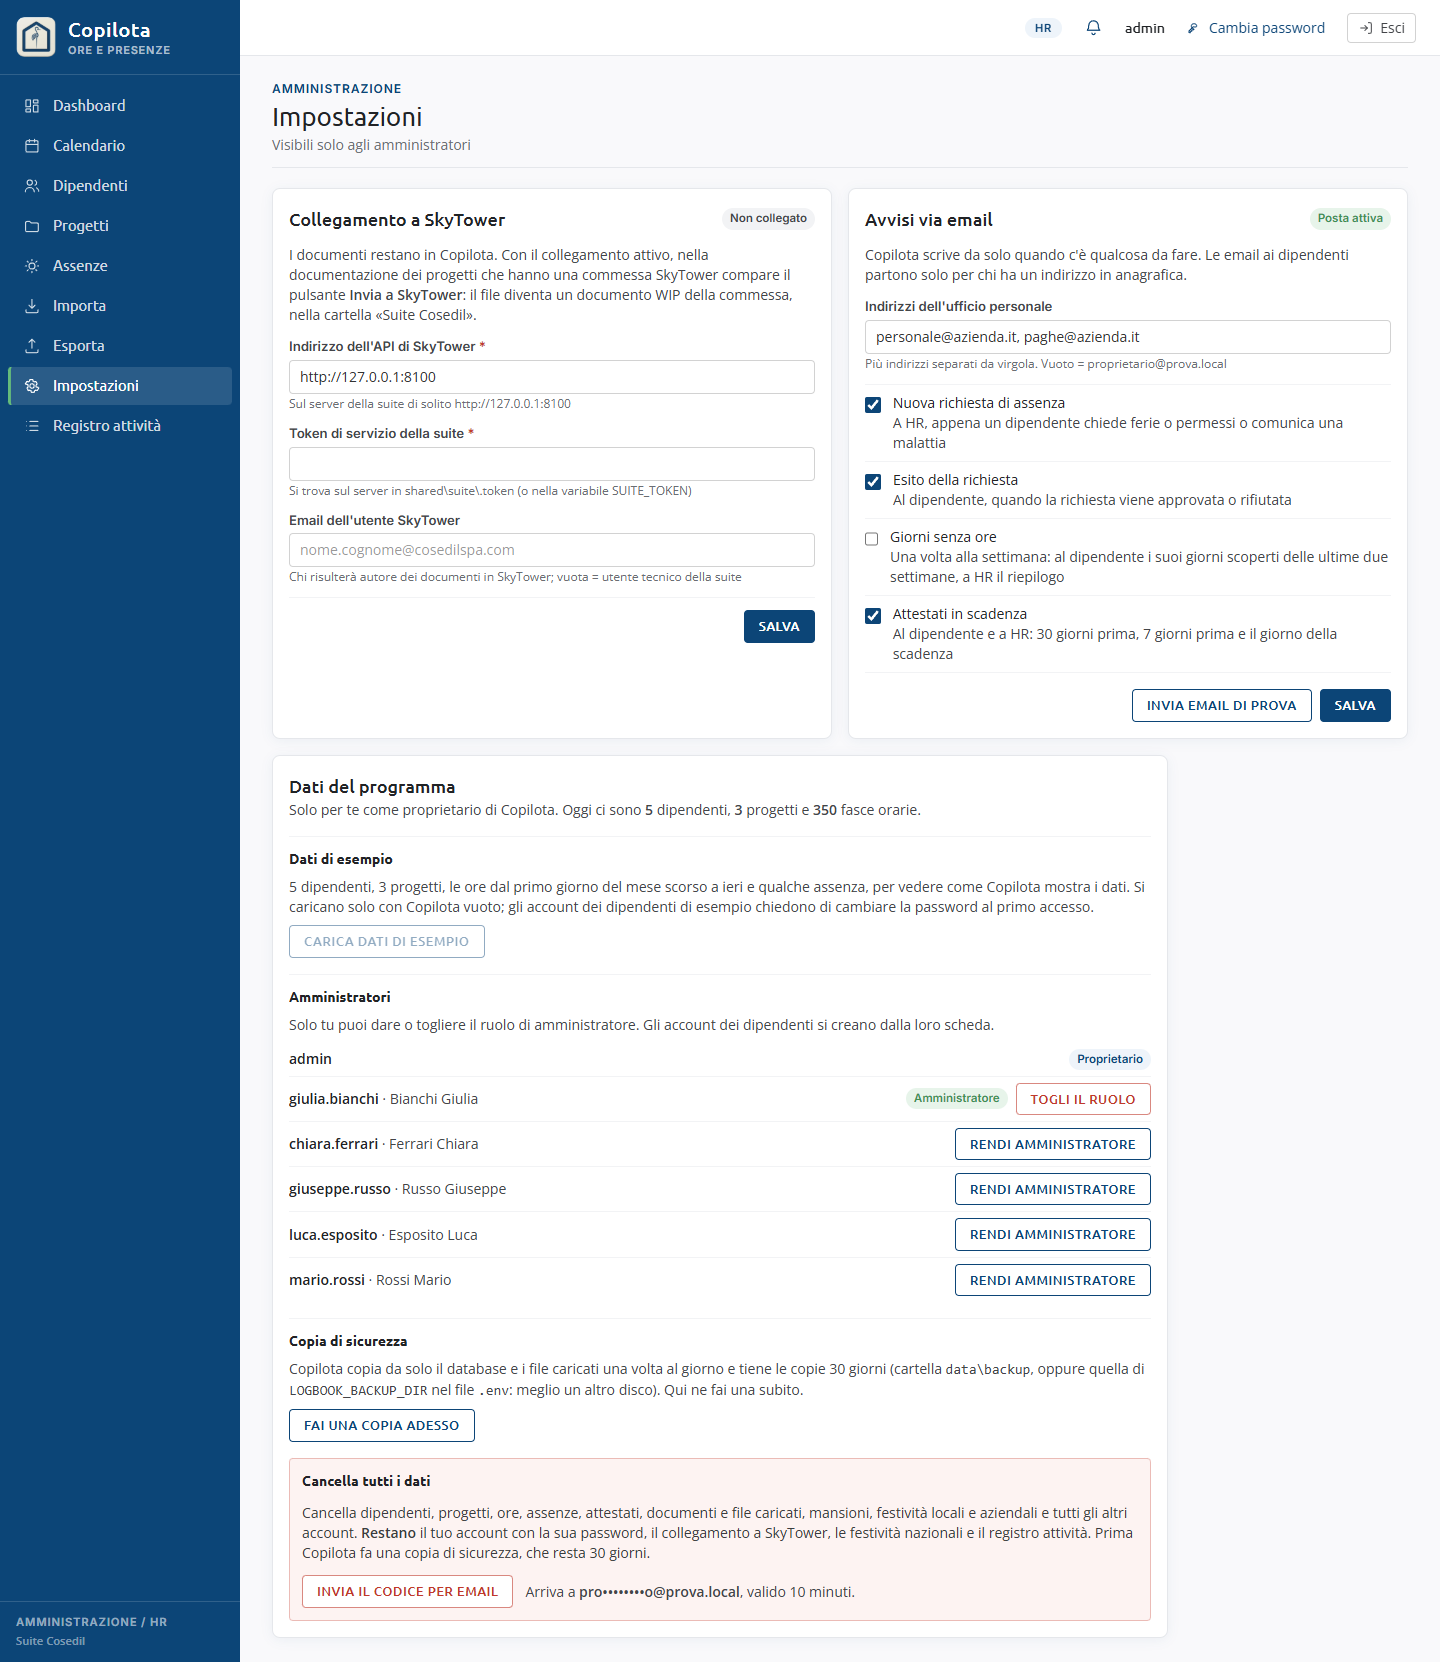 Copilota
ORE E PRESENZE
Dashboard
Calendario
Dipendenti
Progetti
Assenze
Importa
Esporta
Impostazioni
Registro attività
AMMINISTRAZIONE / HR
Suite Cosedil
HR
admin
Cambia password
Esci
AMMINISTRAZIONE
Impostazioni
Visibili solo agli amministratori
Collegamento a SkyTower
Non collegato
I documenti restano in Copilota. Con il collegamento attivo, nella
documentazione dei progetti che hanno una commessa SkyTower compare il
pulsante Invia a SkyTower: il file diventa un documento WIP della commessa,
nella cartella «Suite Cosedil».
Indirizzo dell'API di SkyTower *
http://127.0.0.1:8100
Sul server della suite di solito http://127.0.0.1:8100
Token di servizio della suite *
Si trova sul server in shared\suite\.token (o nella variabile SUITE_TOKEN)
Email dell'utente SkyTower
nome.cognome@cosedilspa.com
Chi risulterà autore dei documenti in SkyTower; vuota = utente tecnico della suite
SALVA
Avvisi via email
Posta attiva
Copilota scrive da solo quando c'è qualcosa da fare. Le email ai dipendenti
partono solo per chi ha un indirizzo in anagrafica.
Indirizzi dell'ufficio personale
personale@azienda.it, paghe@azienda.it
Più indirizzi separati da virgola. Vuoto = proprietario@prova.local
Nuova richiesta di assenza
A HR, appena un dipendente chiede ferie o permessi o comunica una
malattia
Esito della richiesta
Al dipendente, quando la richiesta viene approvata o rifiutata
Giorni senza ore
Una volta alla settimana: al dipendente i suoi giorni scoperti delle ultime due
settimane, a HR il riepilogo
Attestati in scadenza
Al dipendente e a HR: 30 giorni prima, 7 giorni prima e il giorno della
scadenza
INVIA EMAIL DI PROVA
SALVA
Dati del programma
Solo per te come proprietario di Copilota. Oggi ci sono 5 dipendenti, 3 progetti e 350 fasce orarie.
Dati di esempio
5 dipendenti, 3 progetti, le ore dal primo giorno del mese scorso a ieri e qualche assenza, per vedere come Copilota mostra i dati. Si
caricano solo con Copilota vuoto; gli account dei dipendenti di esempio chiedono di cambiare la password al primo accesso.
CARICA DATI DI ESEMPIO
Amministratori
Solo tu puoi dare o togliere il ruolo di amministratore. Gli account dei dipendenti si creano dalla loro scheda.
admin
Proprietario
giulia.bianchi · Bianchi Giulia
Amministratore
TOGLI IL RUOLO
chiara.ferrari · Ferrari Chiara
RENDI AMMINISTRATORE
giuseppe.russo · Russo Giuseppe
RENDI AMMINISTRATORE
luca.esposito · Esposito Luca
RENDI AMMINISTRATORE
mario.rossi · Rossi Mario
RENDI AMMINISTRATORE
Copia di sicurezza
Copilota copia da solo il database e i file caricati una volta al giorno e tiene le copie 30 giorni (cartella data\backup, oppure quella di
LOGBOOK_BACKUP_DIR nel file .env: meglio un altro disco). Qui ne fai una subito.
FAI UNA COPIA ADESSO
Cancella tutti i dati
Cancella dipendenti, progetti, ore, assenze, attestati, documenti e file caricati, mansioni, festività locali e aziendali e tutti gli altri
account. Restano il tuo account con la sua password, il collegamento a SkyTower, le festività nazionali e il registro attività. Prima
Copilota fa una copia di sicurezza, che resta 30 giorni.
INVIA IL CODICE PER EMAIL
Arriva a pro••••••••o@prova.local, valido 10 minuti.